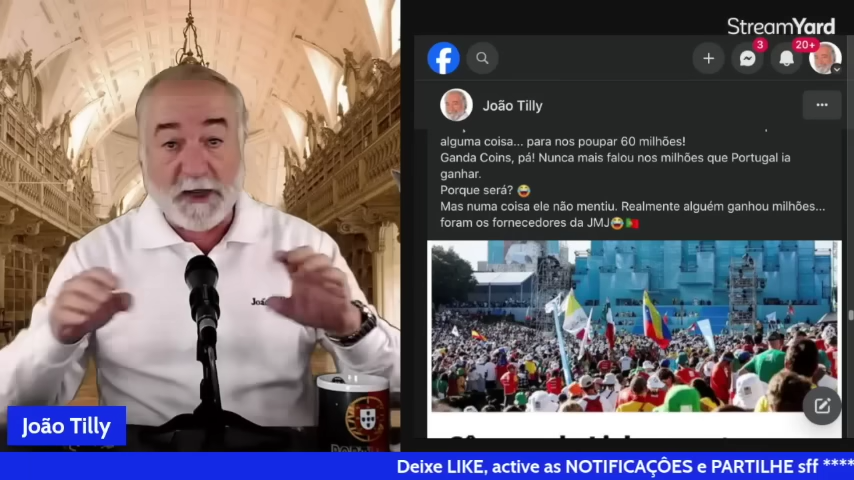 StreamYard
3
20+
João Tilly
alguma coisa... para nos poupar 60 milhões!
Ganda Coins, pá! Nunca mais falou nos milhões que Portugal ia
ganhar.
Porque será? 😂
Mas numa coisa ele não mentiu. Realmente alguém ganhou milhões...
foram os fornecedores da JMJ😂🇵🇹
João Tilly
Deixe LIKE, active as NOTIFICAÇÔES e PARTILHE sff ****